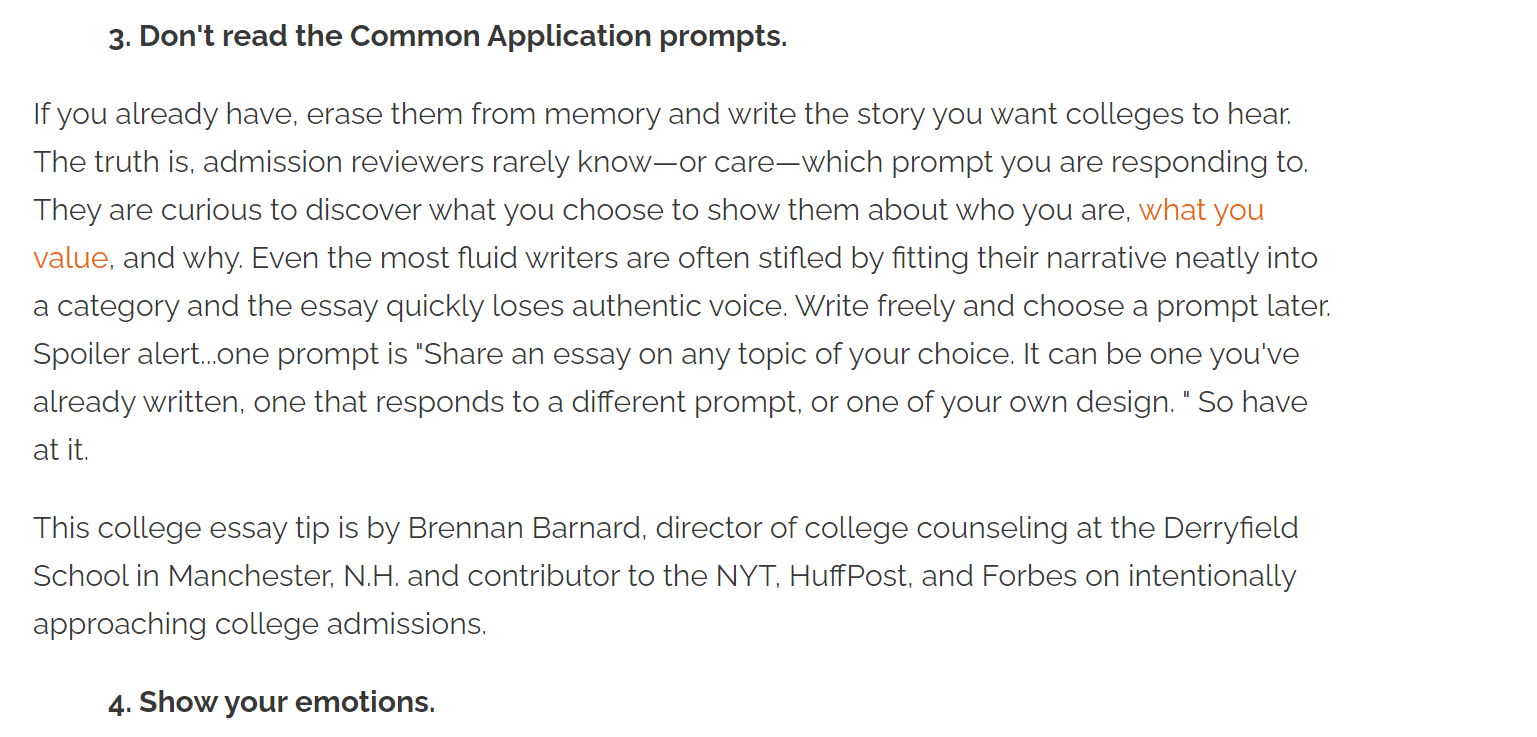 3. Don't read the Common Application prompts.
If you already have, erase them from memory and write the story you want colleges to hear.
The truth is, admission reviewers rarely know—or care—which prompt you are responding to.
They are curious to discover what you choose to show them about who you are, what you
value, and why. Even the most fluid writers are often stifled by fitting their narrative neatly into
a category and the essay quickly loses authentic voice. Write freely and choose a prompt later.
Spoiler alert...one prompt is "Share an essay on any topic of your choice. It can be one you've
already written, one that responds to a different prompt, or one of your own design. " So have
at it.
This college essay tip is by Brennan Barnard, director of college counseling at the Derryfield
School in Manchester, N.H. and contributor to the NYT, HuffPost, and Forbes on intentionally
approaching college admissions.
4. Show your emotions.